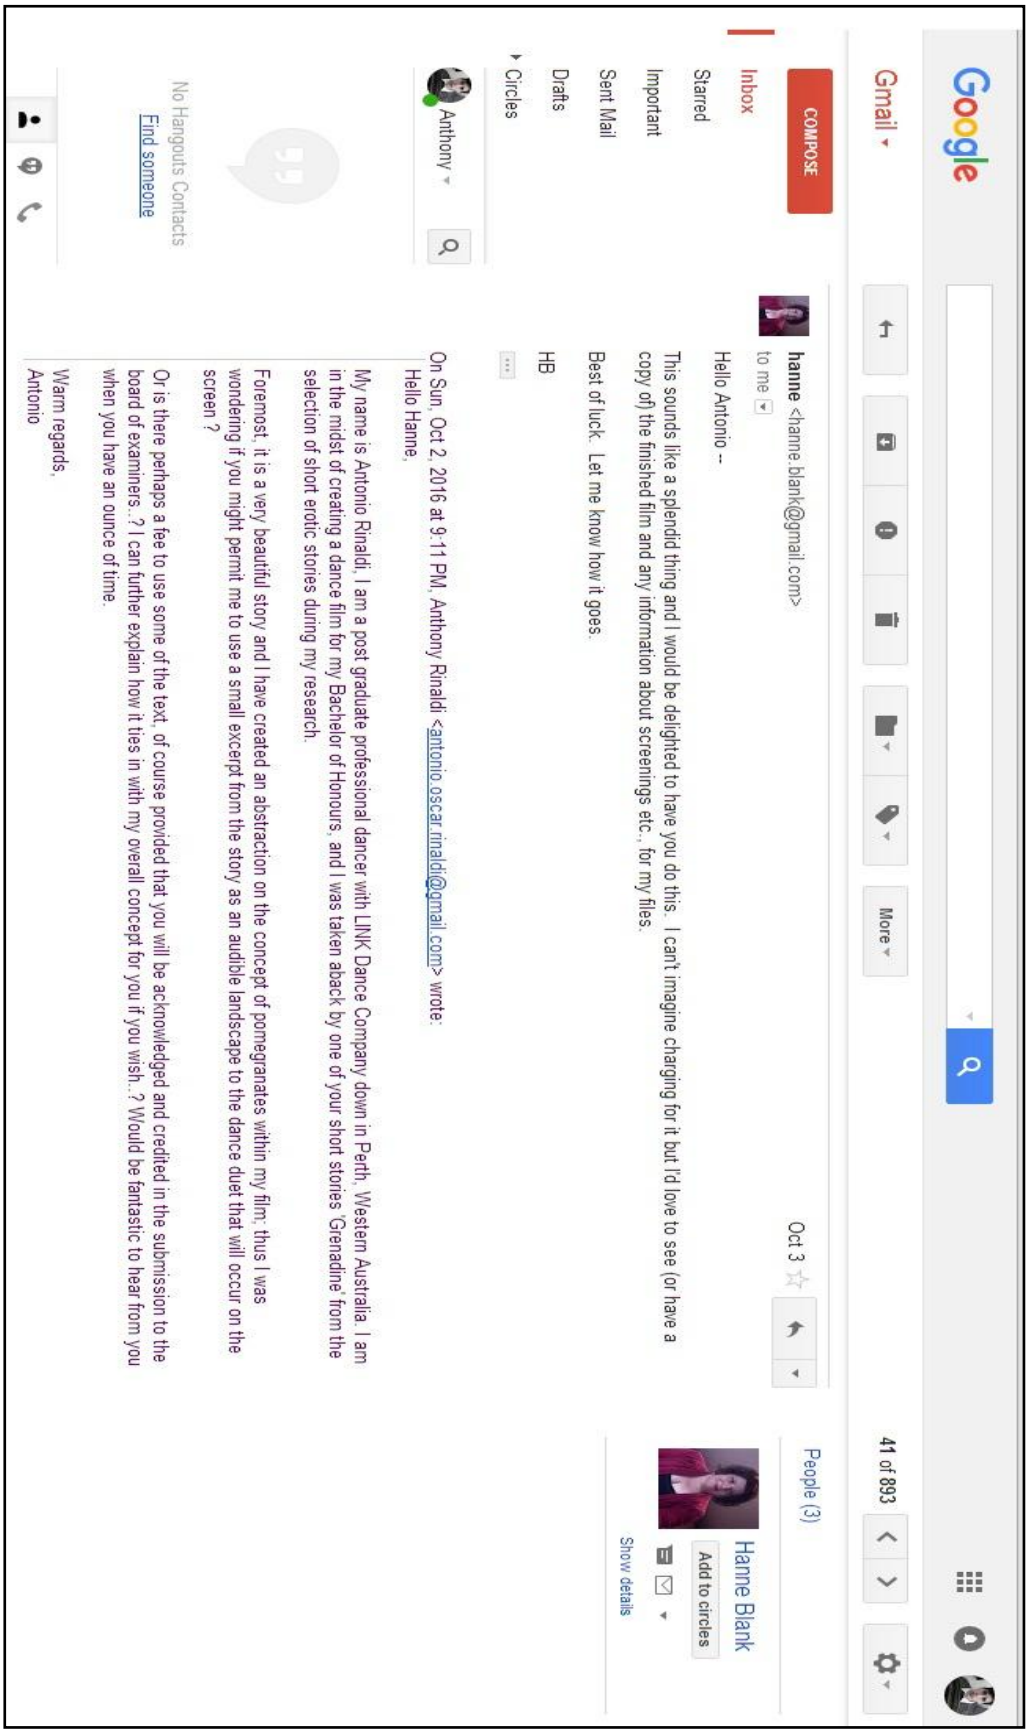 Google
Gmail
More
41 of 893
COMPOSE
Inbox
Starred
Important
Sent Mail
Drafts
Circles
Anthony
No Hangouts Contacts
Find someone
hanne <hanne.blank@gmail.com>
Oct 3
to me
Hello Antonio --
This sounds like a splendid thing and I would be delighted to have you do this.  I can't imagine charging for it but I'd love to see (or have a
copy of) the finished film and any information about screenings etc., for my files.
Best of luck.  Let me know how it goes.
HB
...
On Sun, Oct 2, 2016 at 9:11 PM, Anthony Rinaldi <antonio.oscar.rinaldi@gmail.com> wrote:
Hello Hanne,
My name is Antonio Rinaldi, I am a post graduate professional dancer with LINK Dance Company down in Perth, Western Australia. I am
in the midst of creating a dance film for my Bachelor of Honours, and I was taken aback by one of your short stories 'Grenadine' from the
selection of short erotic stories during my research.
Foremost, it is a very beautiful story and I have created an abstraction on the concept of pomegranates within my film; thus I was
wondering if you might permit me to use a small excerpt from the story as an audible landscape to the dance duet that will occur on the
screen ?
Or is there perhaps a fee to use some of the text, of course provided that you will be acknowledged and credited in the submission to the
board of examiners..? I can further explain how it ties in with my overall concept for you if you wish..? Would be fantastic to hear from you
when you have an ounce of time.
Warm regards,
Antonio
People (3)
Hanne Blank
Add to circles
Show details